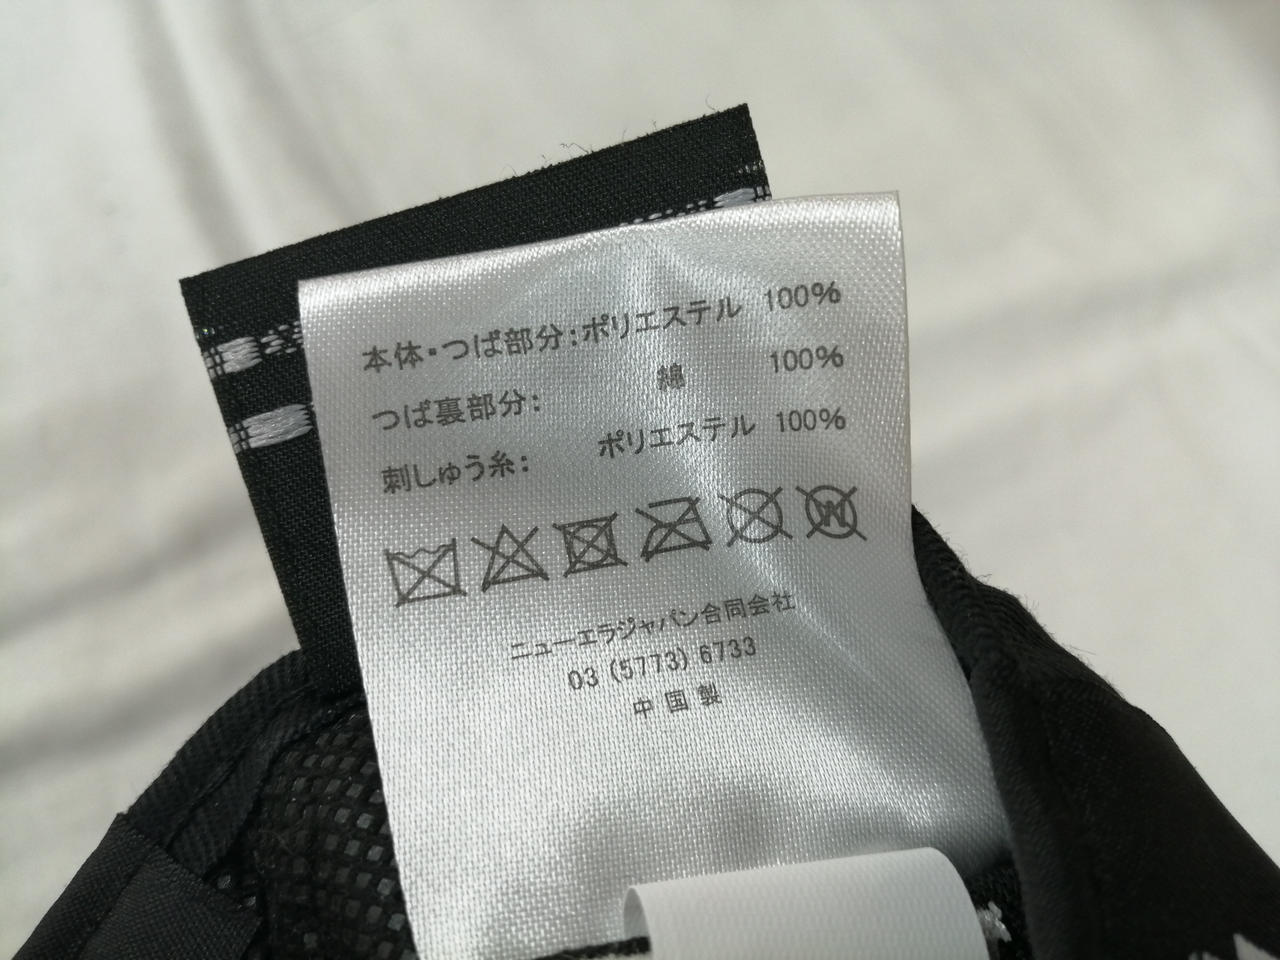 本体・つば部分：ポリエステル 100%
つば裏部分： 綿 100%
刺しゅう糸： ポリエステル 100%
W
ニューエラジャパン合同会社
03 (5773) 6733
中国製